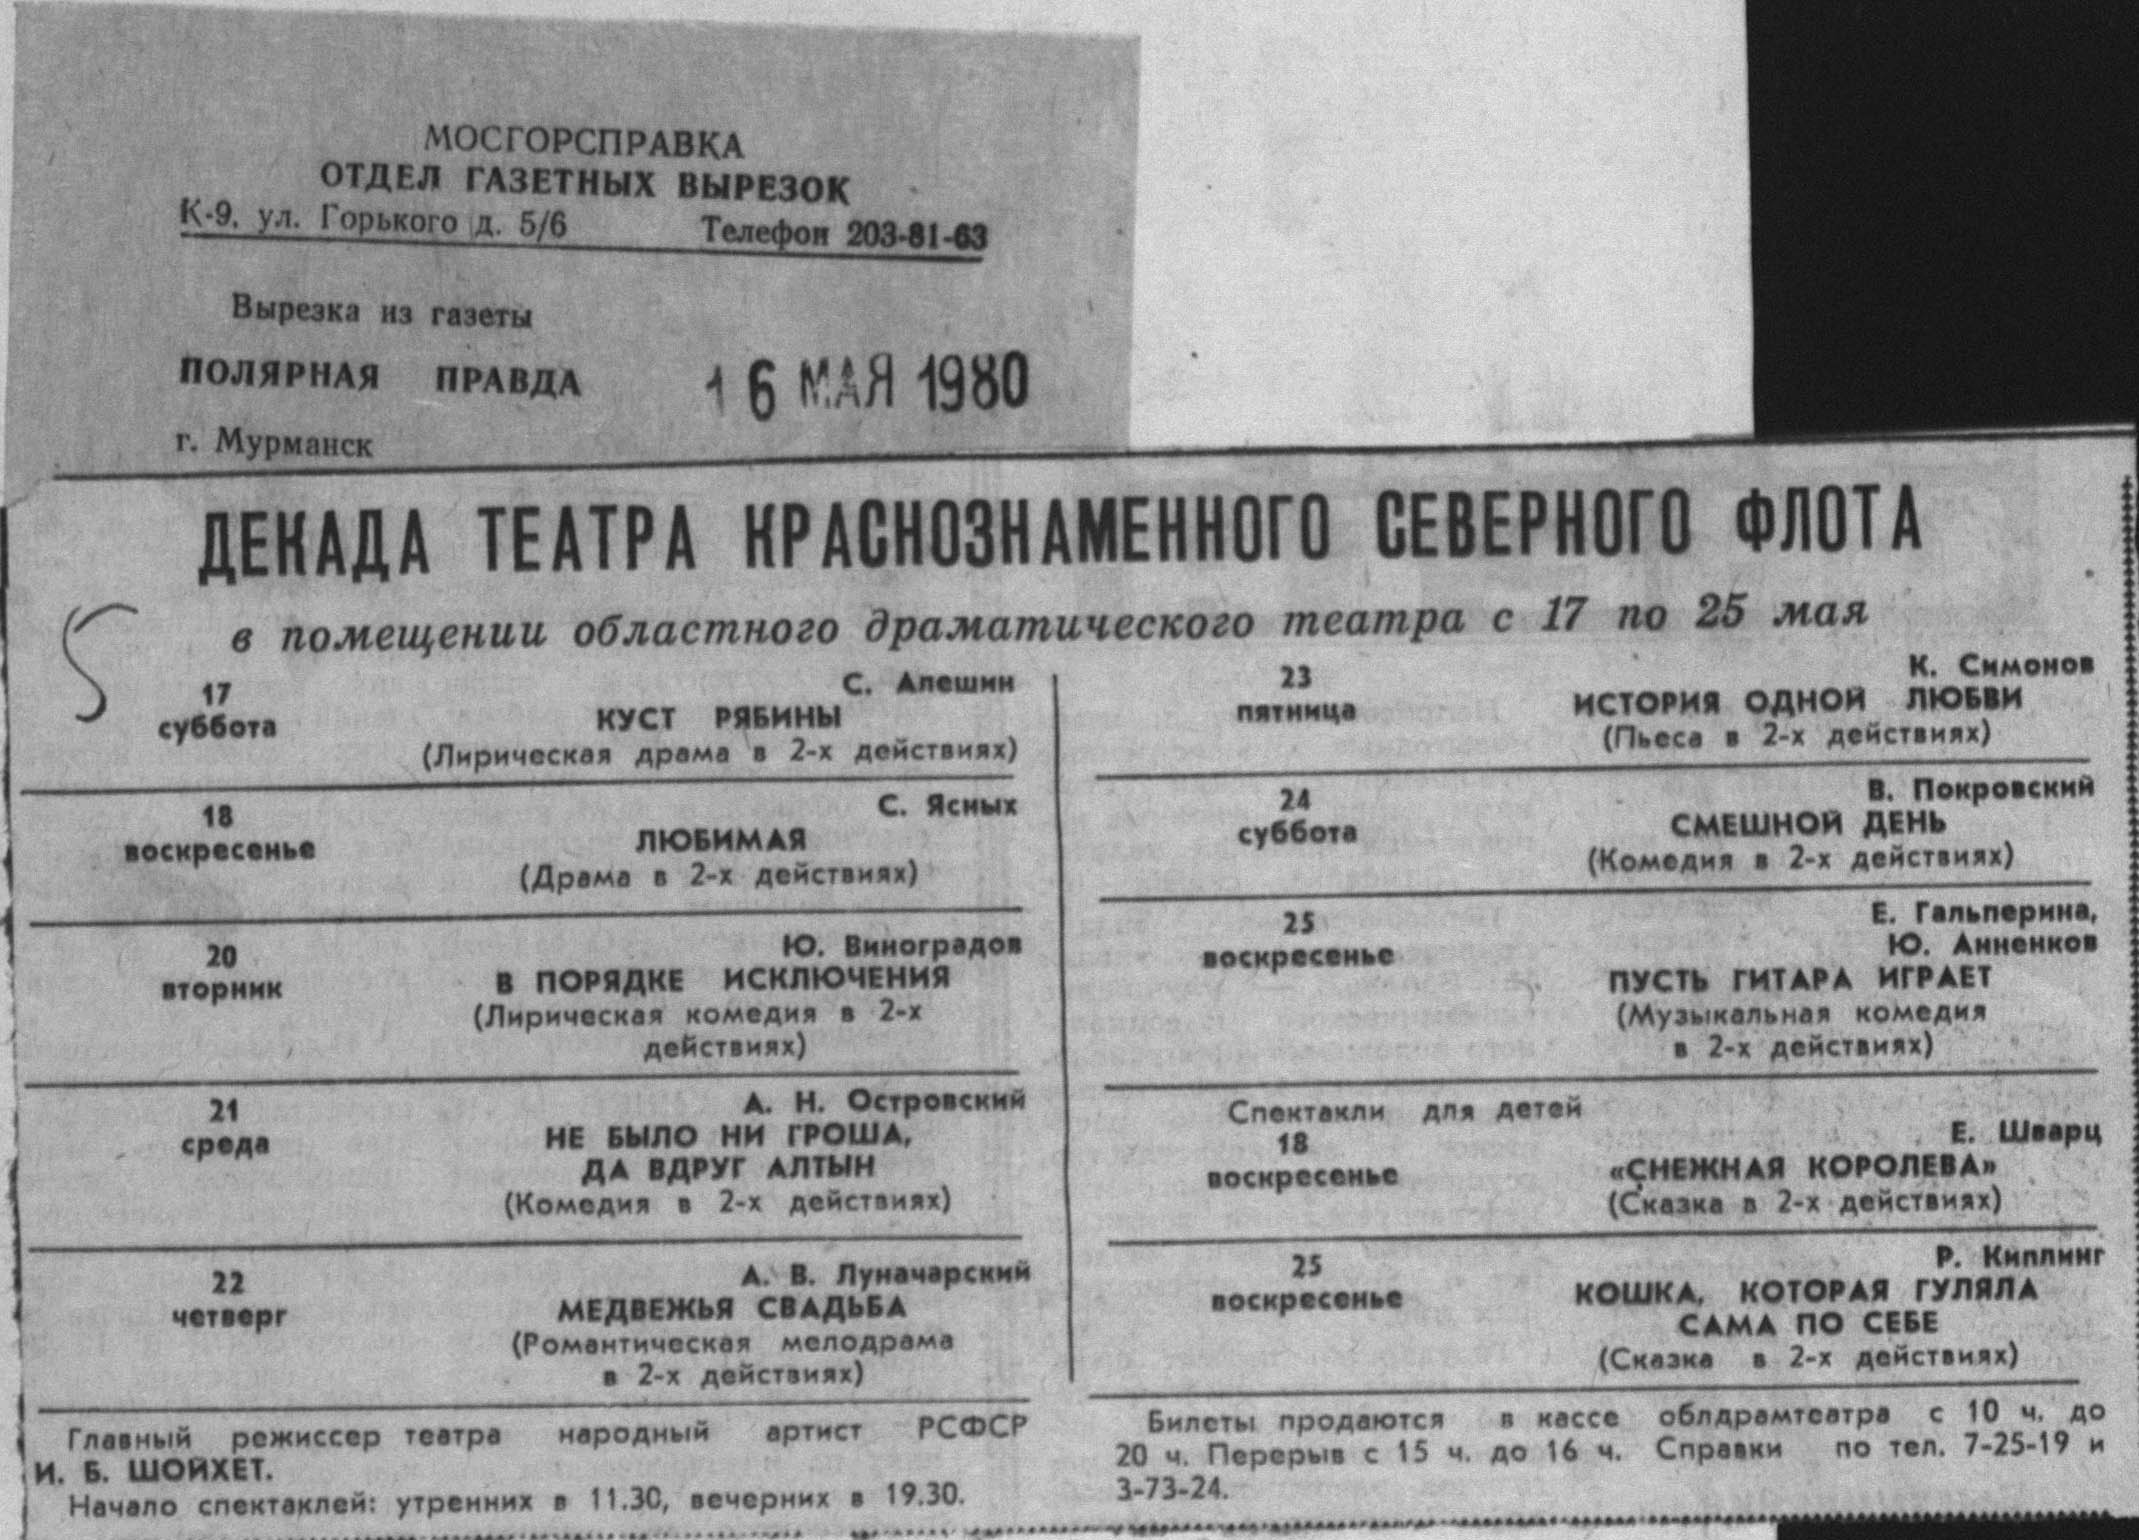 МОСГОРСПРАВКА
ОТДЕЛ ГАЗЕТНЫХ ВЫРЕЗОК
К-9, ул. Горького д. 5/6 Телефон 203-81-63
Вырезка из газеты
ПОЛЯРНАЯ ПРАВДА 16 МАЯ 1980
г. Мурманск
ДЕКАДА ТЕАТРА КРАСНОЗНАМЕННОГО СЕВЕРНОГО ФЛОТА
в помещении областного драматического театра с 17 по 25 мая
17
суббота
С. Алешин
КУСТ РЯБИНЫ
(Лирическая драма в 2-х действиях)
18
воскресенье
С. Ясных
ЛЮБИМАЯ
(Драма в 2-х действиях)
20
вторник
Ю. Виноградов
В ПОРЯДКЕ ИСКЛЮЧЕНИЯ
(Лирическая комедия в 2-х
действиях)
21
среда
А. Н. Островский
НЕ БЫЛО НИ ГРОША,
ДА ВДРУГ АЛТЫН
(Комедия в 2-х действиях)
22
четверг
А. В. Луначарский
МЕДВЕЖЬЯ СВАДЬБА
(Романтическая мелодрама
в 2-х действиях)
Главный режиссер театра народный артист РСФСР
И. Б. ШОЙХЕТ.
Начало спектаклей: утренних в 11.30, вечерних в 19.30.
23
пятница
К. Симонов
ИСТОРИЯ ОДНОЙ ЛЮБВИ
(Пьеса в 2-х действиях)
24
суббота
В. Покровский
СМЕШНОЙ ДЕНЬ
(Комедия в 2-х действиях)
25
воскресенье
Е. Гальперина,
Ю. Анненков
ПУСТЬ ГИТАРА ИГРАЕТ
(Музыкальная комедия
в 2-х действиях)
Спектакли для детей
18
воскресенье
Е. Шварц
«СНЕЖНАЯ КОРОЛЕВА»
(Сказка в 2-х действиях)
25
воскресенье
Р. Киплинг
КОШКА, КОТОРАЯ ГУЛЯЛА
САМА ПО СЕБЕ
(Сказка в 2-х действиях)
Билеты продаются в кассе облдрамтеатра с 10 ч. до
20 ч. Перерыв с 15 ч. до 16 ч. Справки по тел. 7-25-19 и
3-73-24.